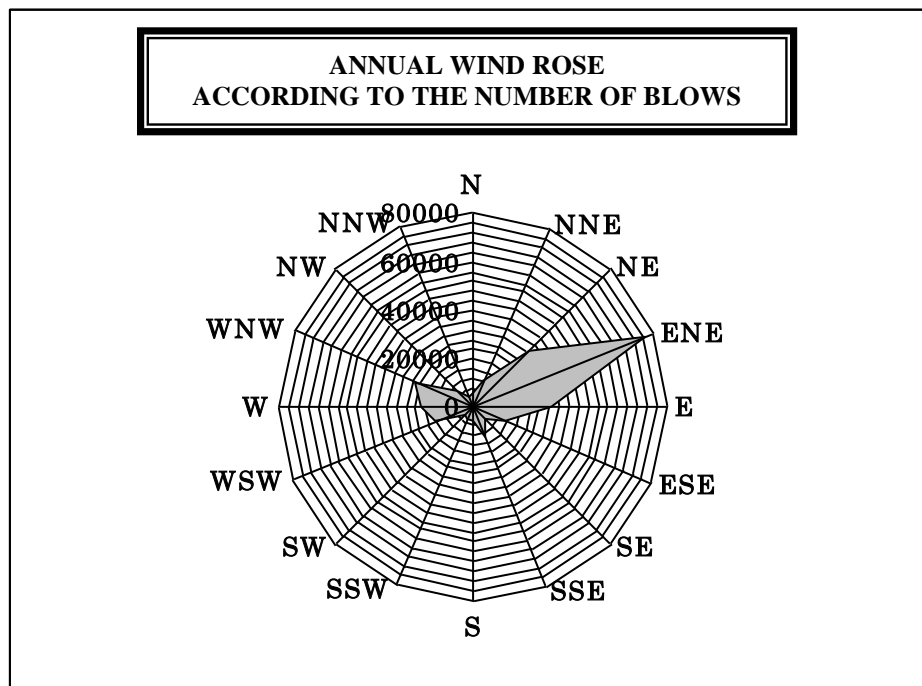 ANNUAL WIND ROSE
ACCORDING TO THE NUMBER OF BLOWS
N
NNW
80000
NNE
NW
60000
NE
WNW
40000
ENE
20000
W
0
E
WSW
ESE
SW
SE
SSW
SSE
S